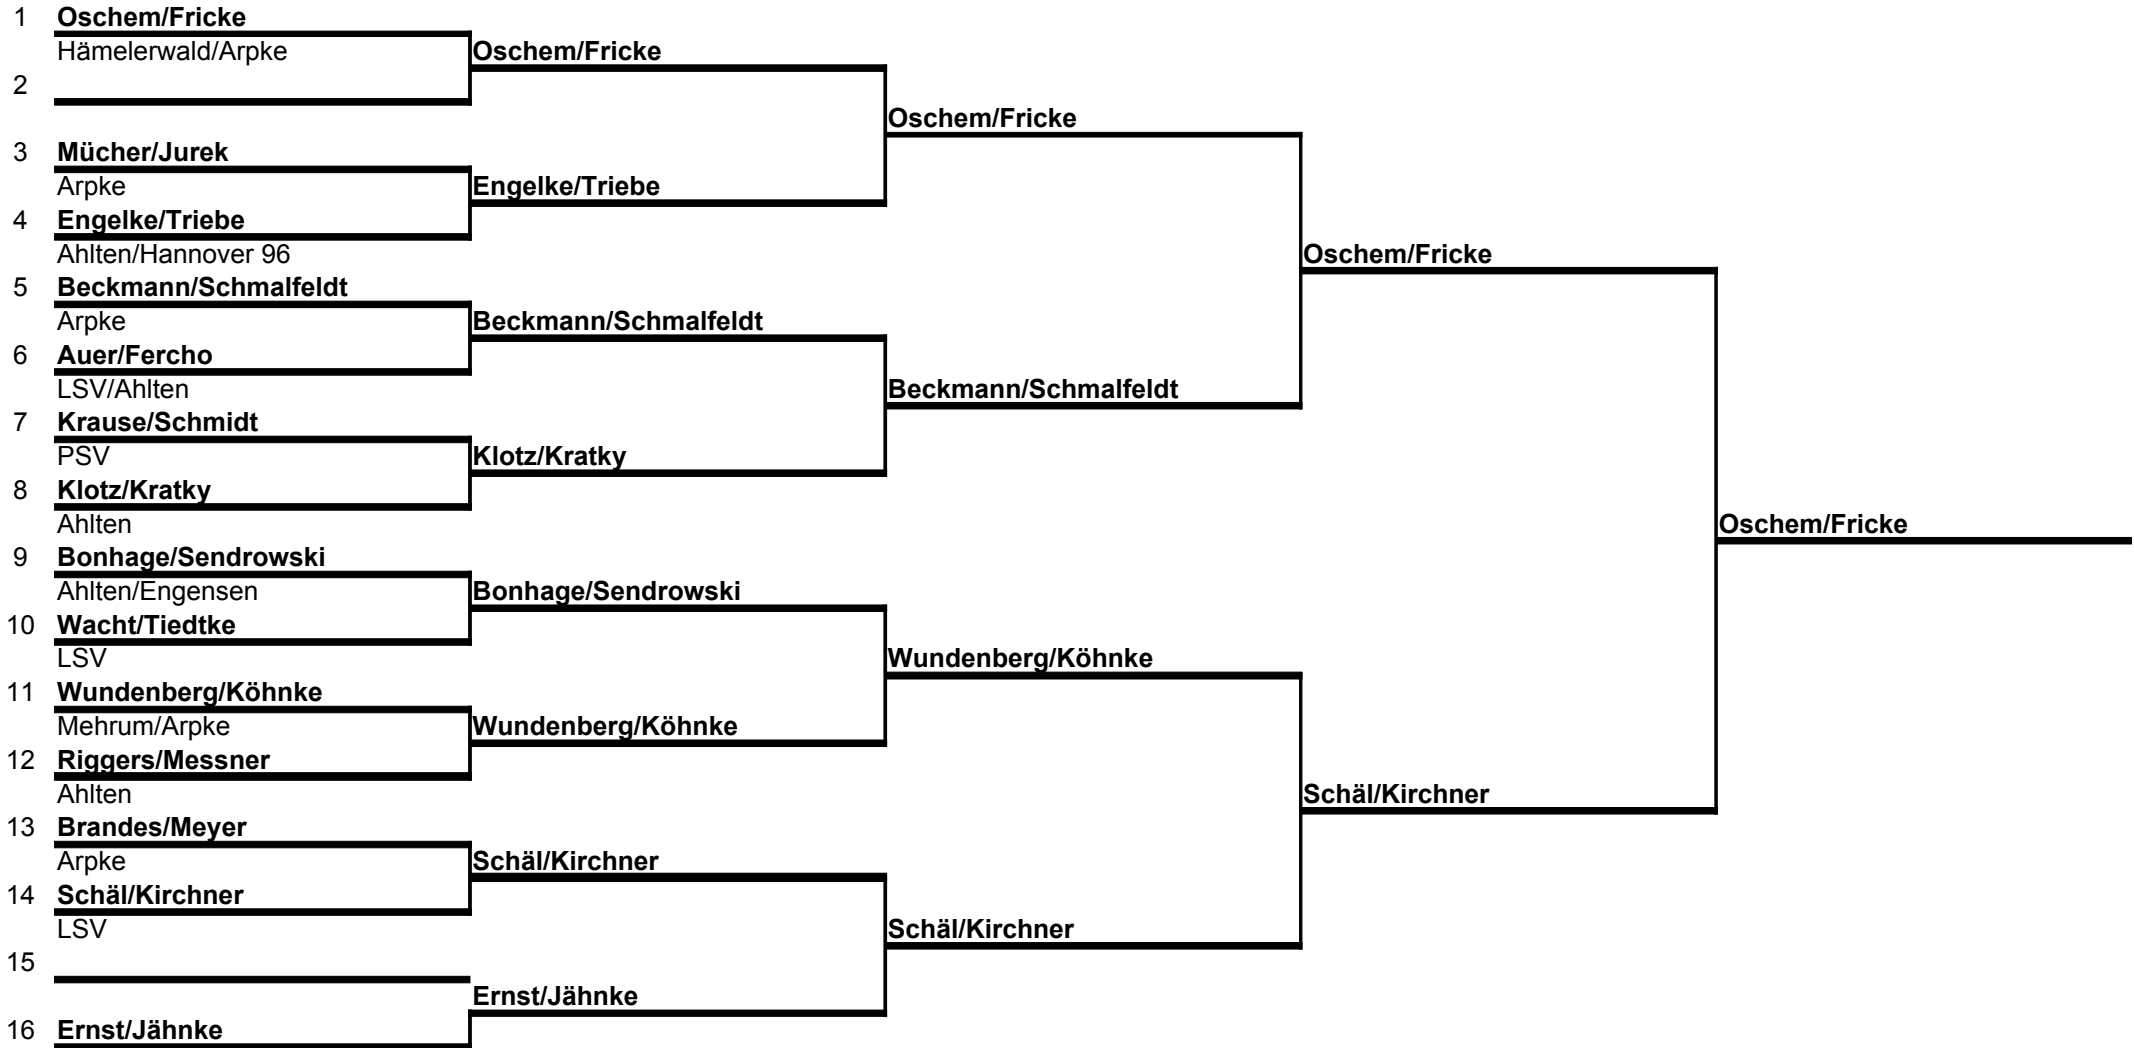 1 Oschem/Fricke
Hämelerwald/Arpke
Oschem/Fricke
2
Oschem/Fricke
3 Mücher/Jurek
Arpke
Engelke/Triebe
4 Engelke/Triebe
Ahlten/Hannover 96
Oschem/Fricke
5 Beckmann/Schmalfeldt
Arpke
Beckmann/Schmalfeldt
6 Auer/Fercho
LSV/Ahlten
Beckmann/Schmalfeldt
7 Krause/Schmidt
PSV
Klotz/Kratky
8 Klotz/Kratky
Ahlten
Oschem/Fricke
9 Bonhage/Sendrowski
Ahlten/Engensen
Bonhage/Sendrowski
10 Wacht/Tiedtke
LSV
Wundenberg/Köhnke
11 Wundenberg/Köhnke
Mehrum/Arpke
Wundenberg/Köhnke
12 Riggers/Messner
Ahlten
Schäl/Kirchner
13 Brandes/Meyer
Arpke
Schäl/Kirchner
14 Schäl/Kirchner
LSV
Schäl/Kirchner
15
Ernst/Jähnke
16 Ernst/Jähnke